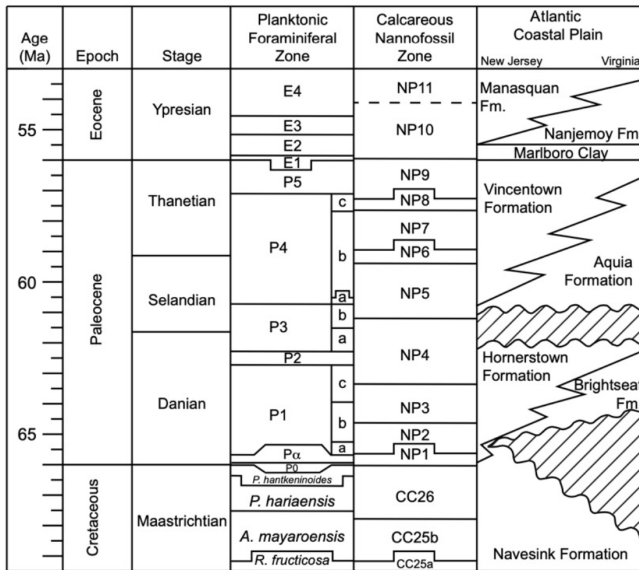 Age
(Ma)
Epoch
Stage
Planktonic
Foraminiferal
Zone
Calcareous
Nannofossil
Zone
Atlantic
Coastal Plain
New Jersey
Virginia
55
60
65
Eocene
Paleocene
Cretaceous
Ypresian
Thanetian
Selandian
Danian
Maastrichtian
E4
E3
E2
E1
P5
P4
c
b
a
P3
b
a
P2
P1
c
b
a
Pα
P0
P. hantkeninoides
P. hariaensis
A. mayaroensis
R. fructicosa
NP11
NP10
NP9
NP8
NP7
NP6
NP5
NP4
NP3
NP2
NP1
CC26
CC25b
CC25a
Manasquan
Fm.
Nanjemoy Fm
Marlboro Clay
Vincentown
Formation
Aquia
Formation
Hornerstown
Formation
Brightseat
Fm
Navesink Formation